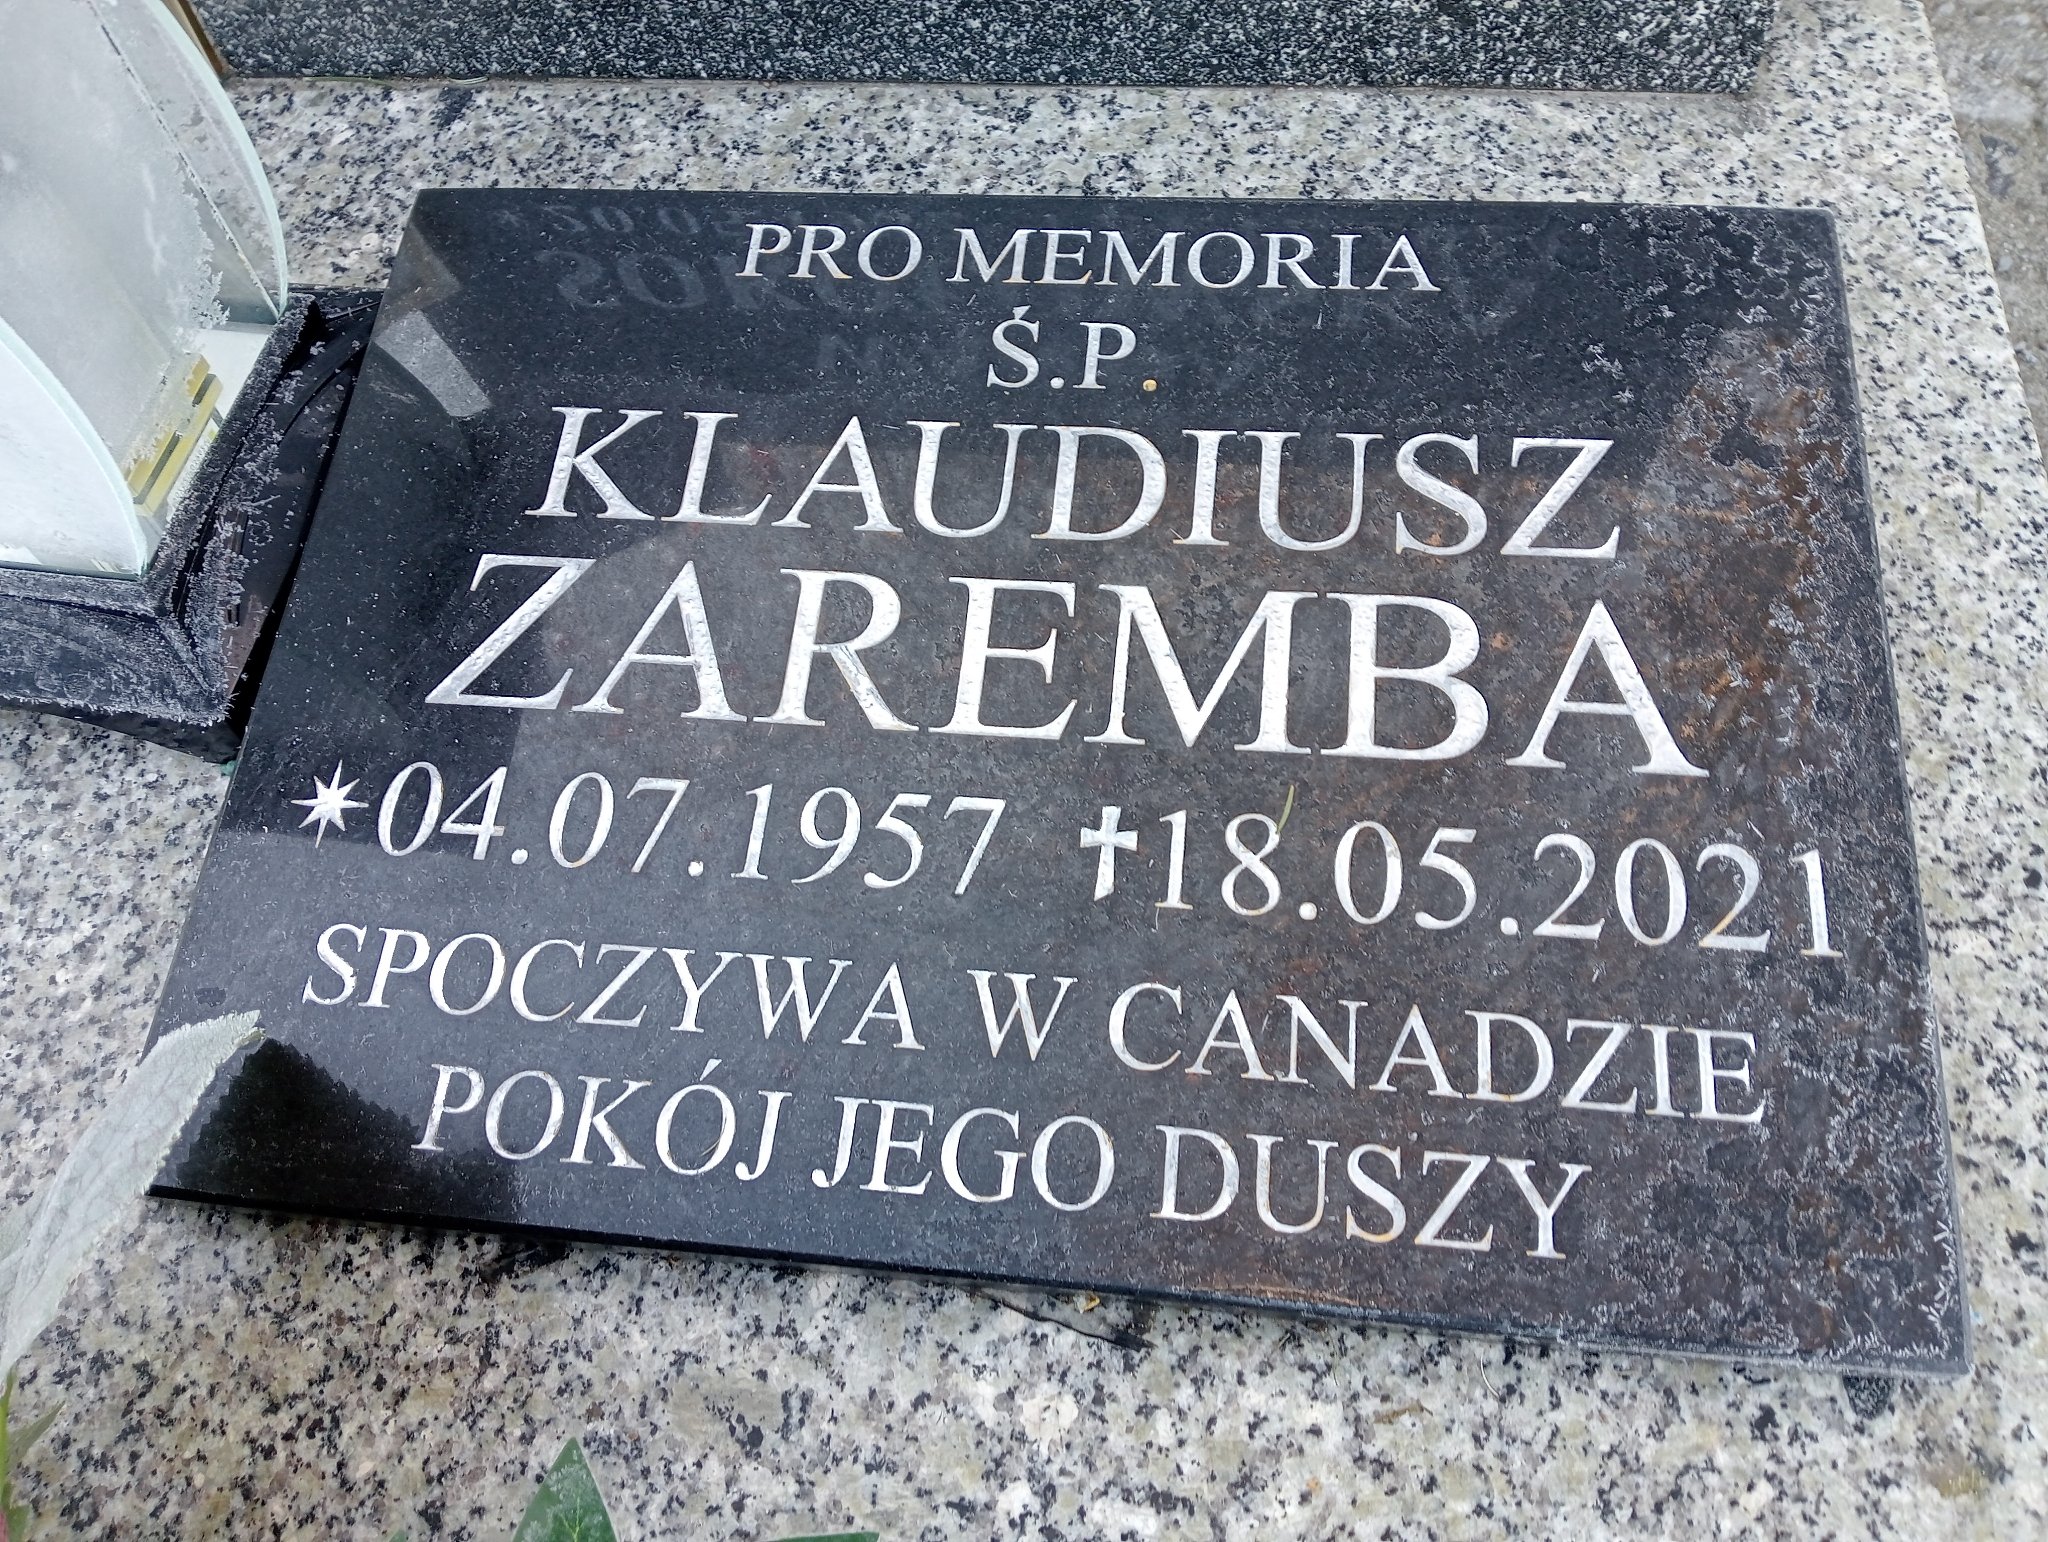 PRO MEMORIA
Ś.P.
KLAUDIUSZ
ZAREMBA
*04.07.1957 †18.05.2021
SPOCZYWA W CANADZIE
POKÓJ JEGO DUSZY